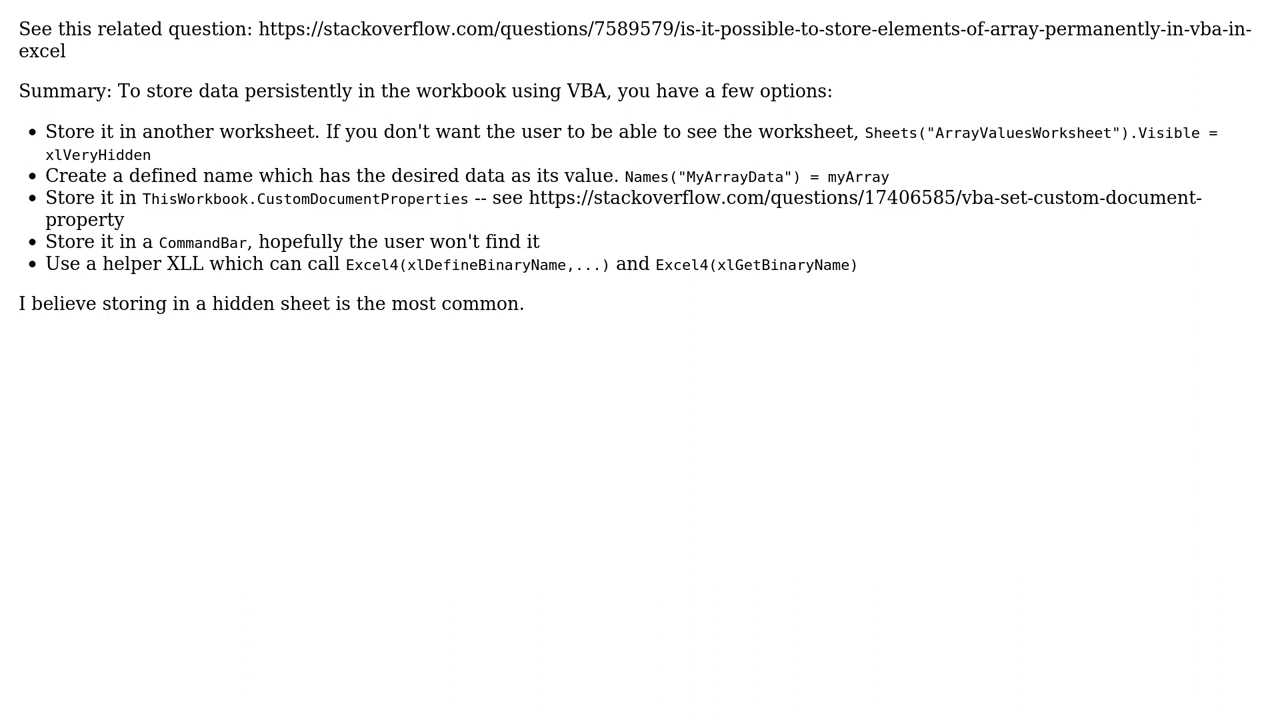 See this related question: https://stackoverflow.com/questions/7589579/is-it-possible-to-store-elements-of-array-permanently-in-vba-in-
excel
Summary: To store data persistently in the workbook using VBA, you have a few options:
• Store it in another worksheet. If you don't want the user to be able to see the worksheet, Sheets("ArrayValuesWorksheet").Visible =
xlVeryHidden
• Create a defined name which has the desired data as its value. Names("MyArrayData") = myArray
• Store it in ThisWorkbook.CustomDocumentProperties -- see https://stackoverflow.com/questions/17406585/vba-set-custom-document-
property
• Store it in a CommandBar, hopefully the user won't find it
• Use a helper XLL which can call Excel4(xlDefineBinaryName,...) and Excel4(xlGetBinaryName)
I believe storing in a hidden sheet is the most common.